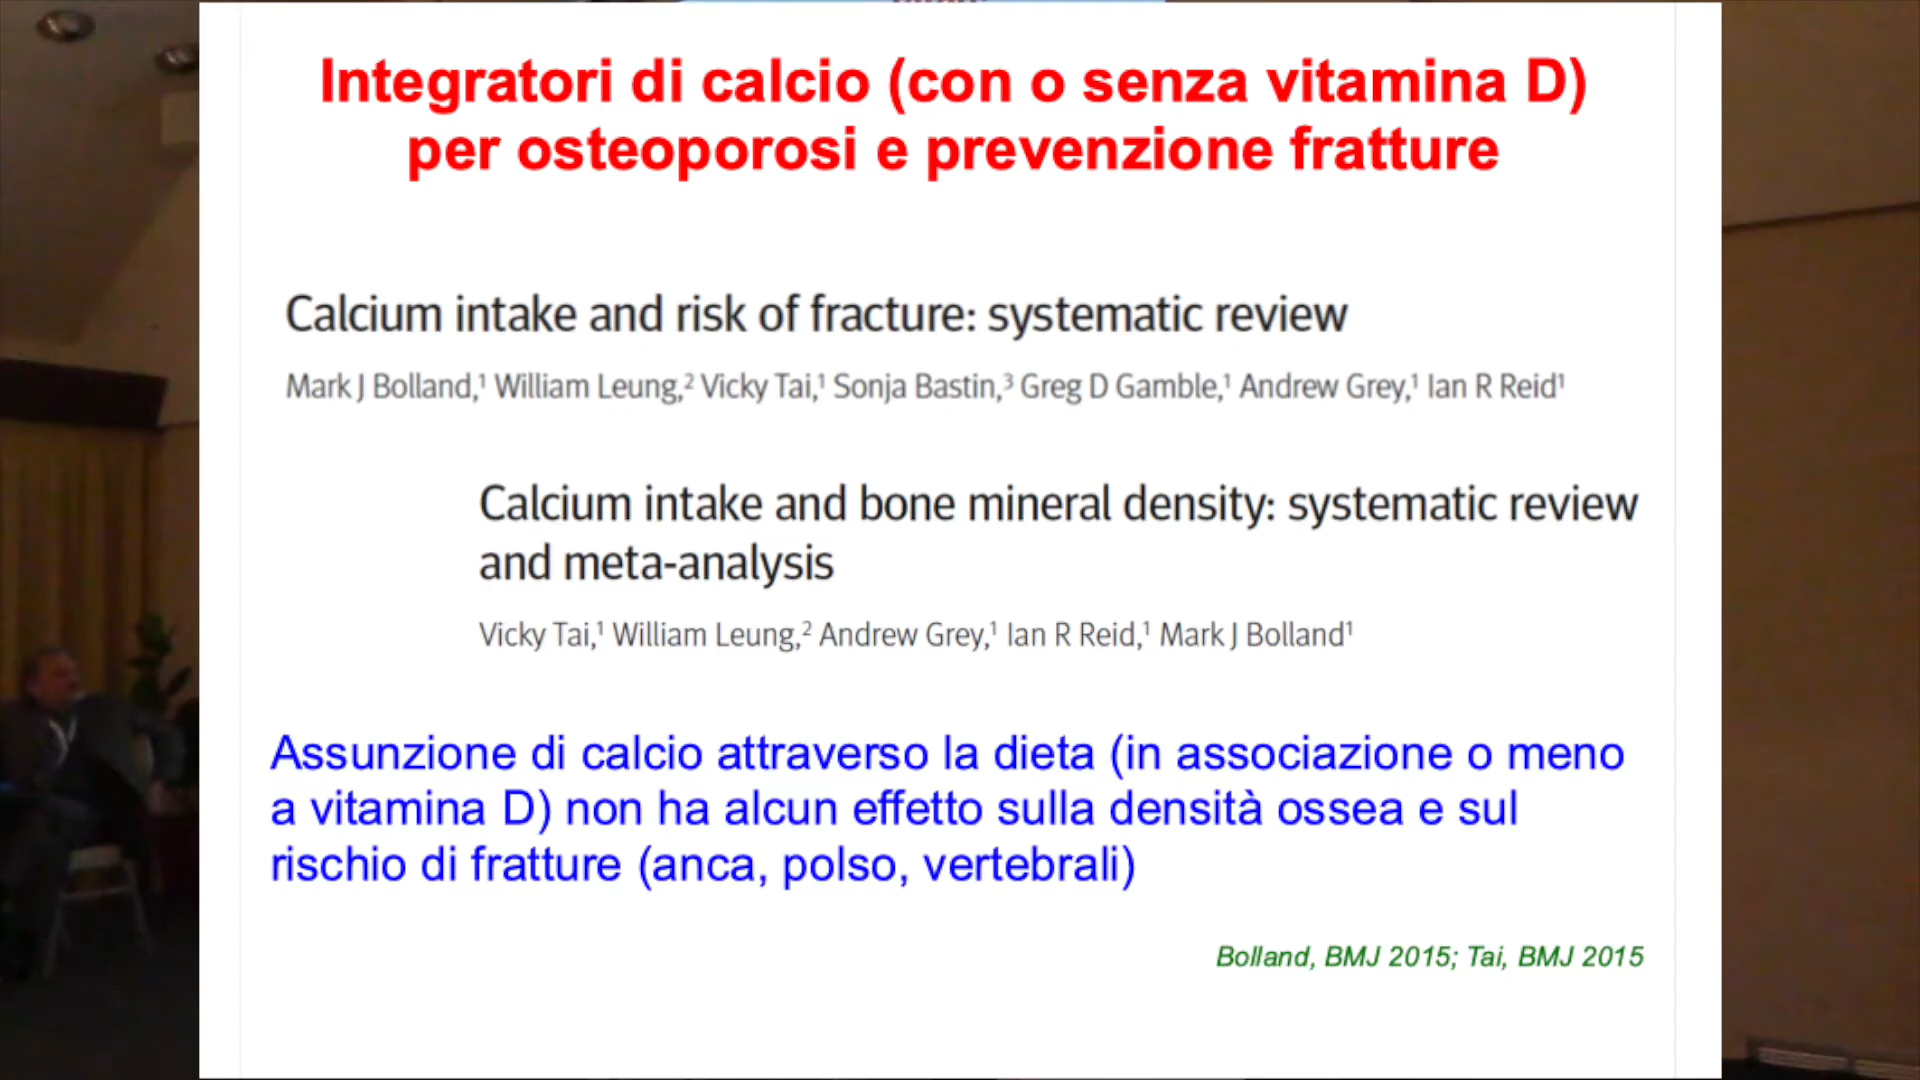 Integratori di calcio (con o senza vitamina D)
per osteoporosi e prevenzione fratture
Calcium intake and risk of fracture: systematic review
Mark J Bolland,¹ William Leung,² Vicky Tai,¹ Sonja Bastin,³ Greg D Gamble,¹ Andrew Grey,¹ Ian R Reid¹
Calcium intake and bone mineral density: systematic review
and meta-analysis
Vicky Tai,¹ William Leung,² Andrew Grey,¹ Ian R Reid,¹ Mark J Bolland¹
Assunzione di calcio attraverso la dieta (in associazione o meno
a vitamina D) non ha alcun effetto sulla densità ossea e sul
rischio di fratture (anca, polso, vertebrali)
Bolland, BMJ 2015; Tai, BMJ 2015